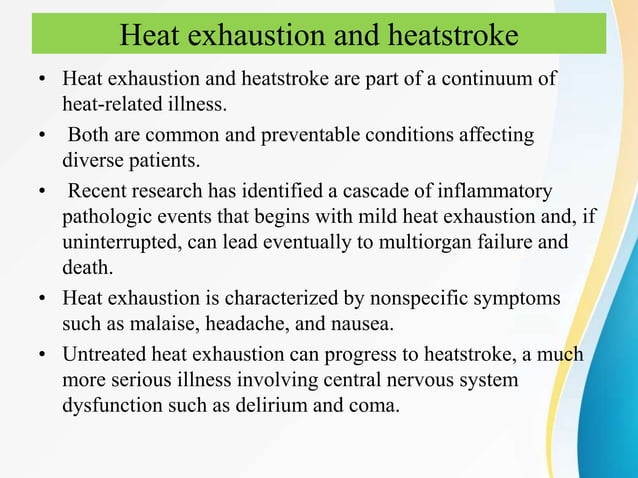 Heat exhaustion and heatstroke
• Heat exhaustion and heatstroke are part of a continuum of
heat-related illness.
• Both are common and preventable conditions affecting
diverse patients.
• Recent research has identified a cascade of inflammatory
pathologic events that begins with mild heat exhaustion and, if
uninterrupted, can lead eventually to multiorgan failure and
death.
• Heat exhaustion is characterized by nonspecific symptoms
such as malaise, headache, and nausea.
• Untreated heat exhaustion can progress to heatstroke, a much
more serious illness involving central nervous system
dysfunction such as delirium and coma.